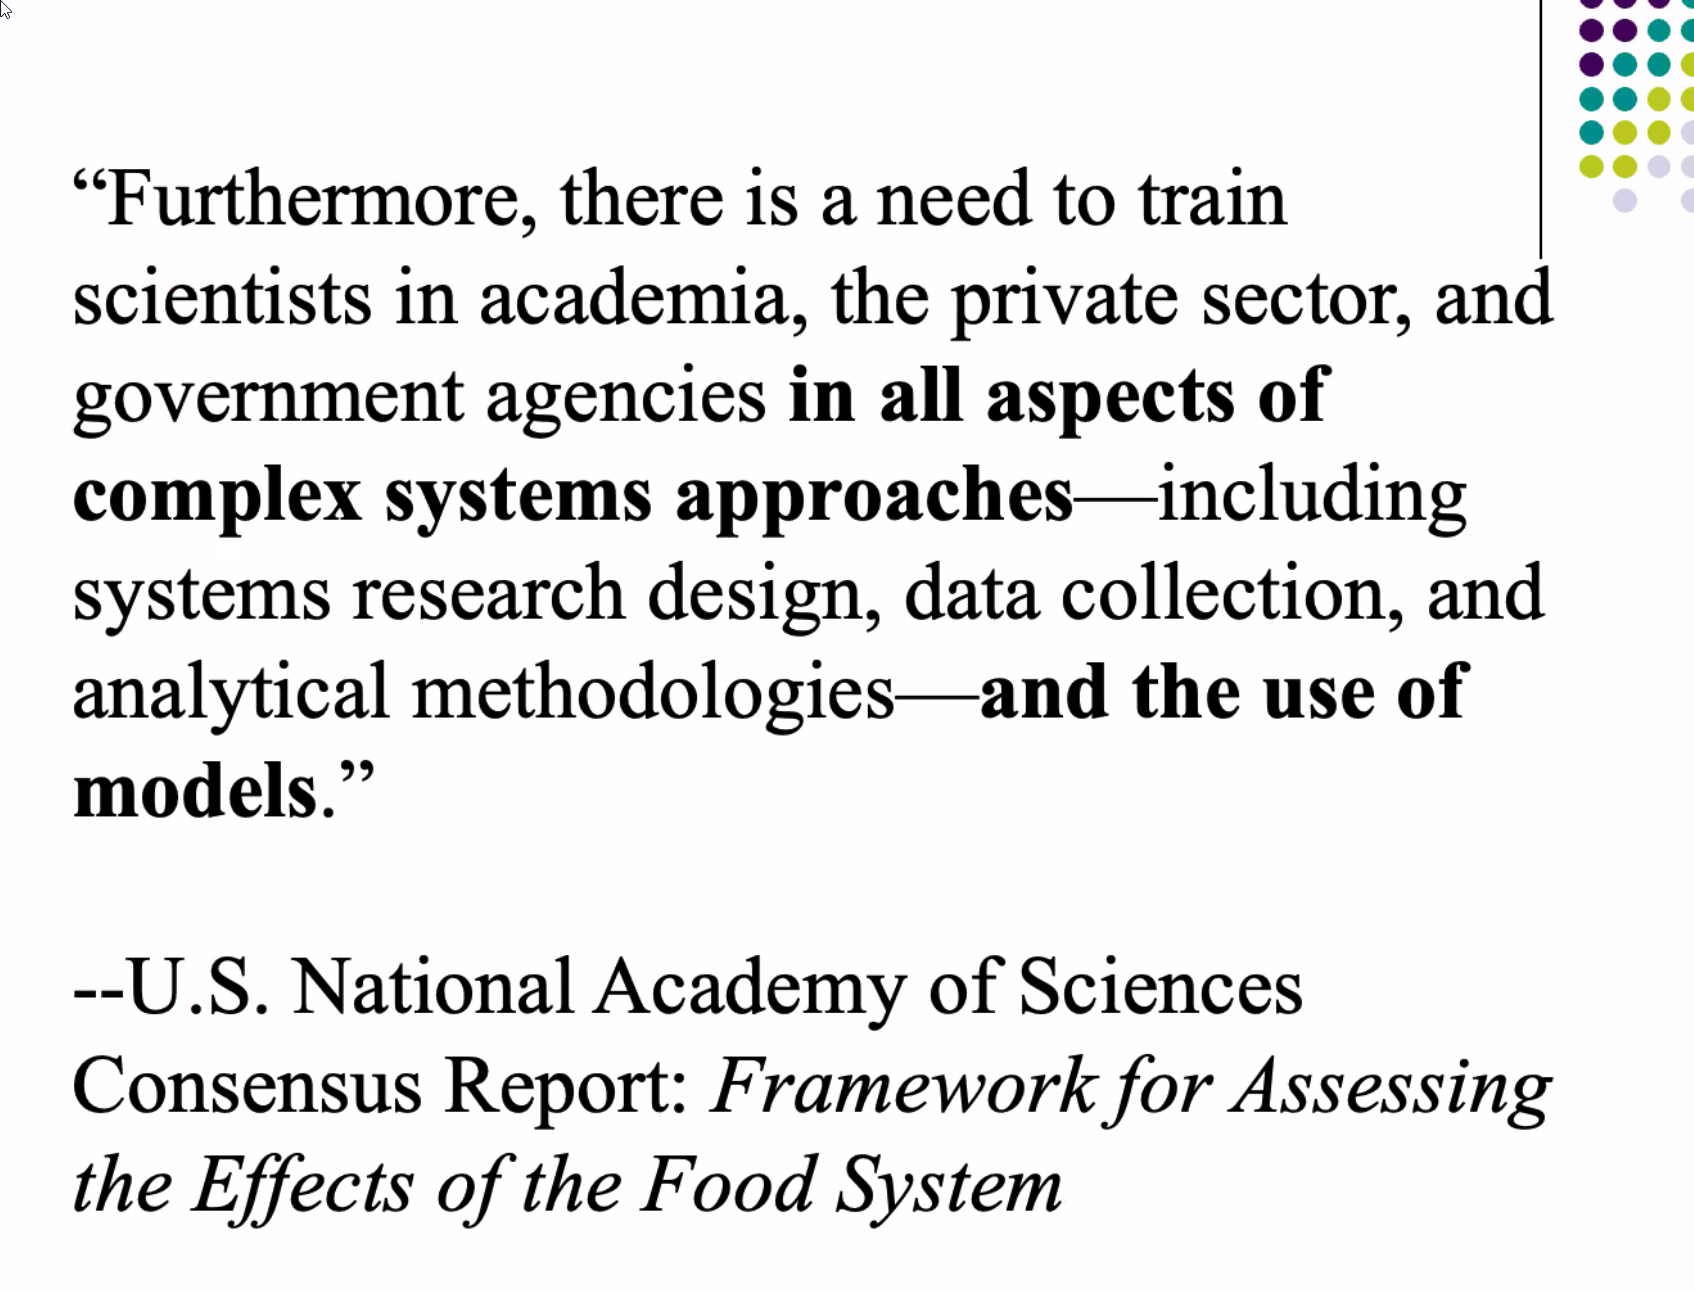 “Furthermore, there is a need to train
scientists in academia, the private sector, and
government agencies in all aspects of
complex systems approaches—including
systems research design, data collection, and
analytical methodologies—and the use of
models.”
--U.S. National Academy of Sciences
Consensus Report: Framework for Assessing
the Effects of the Food System